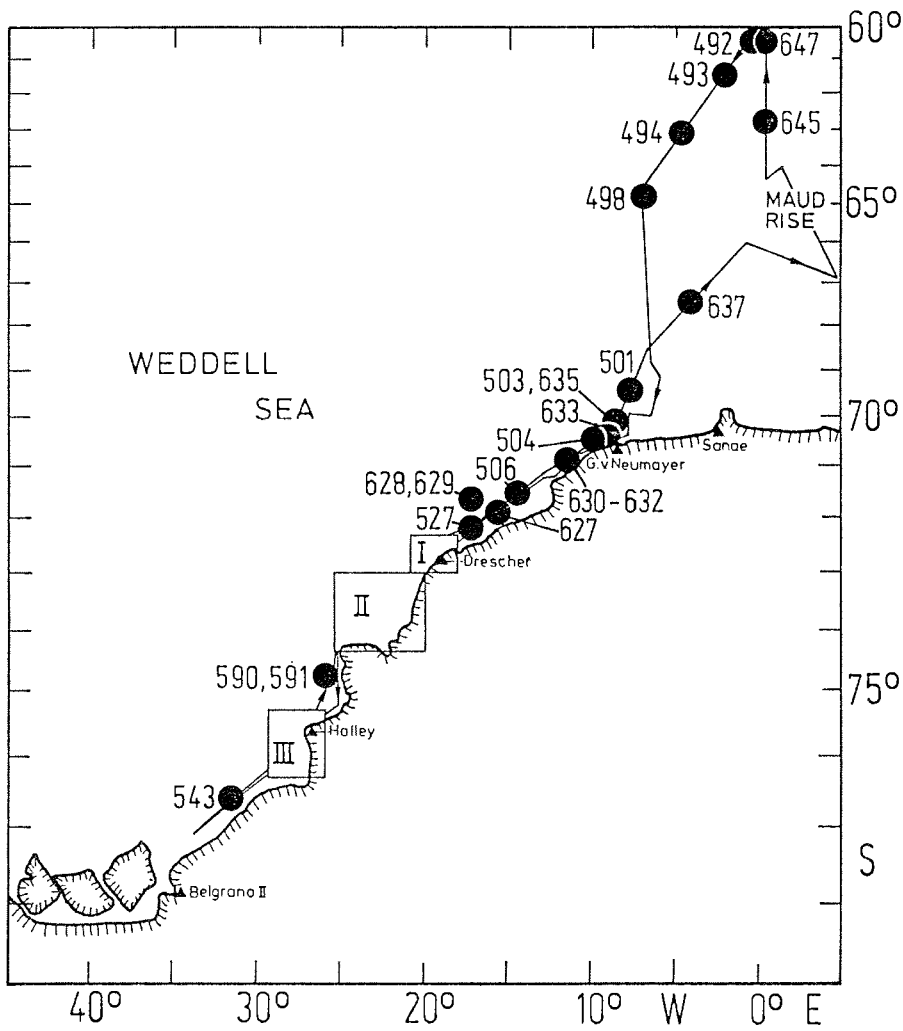 60°
492
647
493
494
645
498
MAUD
RISE
65°
637
WEDDELL
SEA
501
503, 635
633
70°
504
Sanae
G.v Neumayer
506
628, 629
630-632
527
627
I
Drescher
II
590, 591
75°
Halley
III
543
S
Belgrano II
40°
30°
20°
10°
W
0°
E